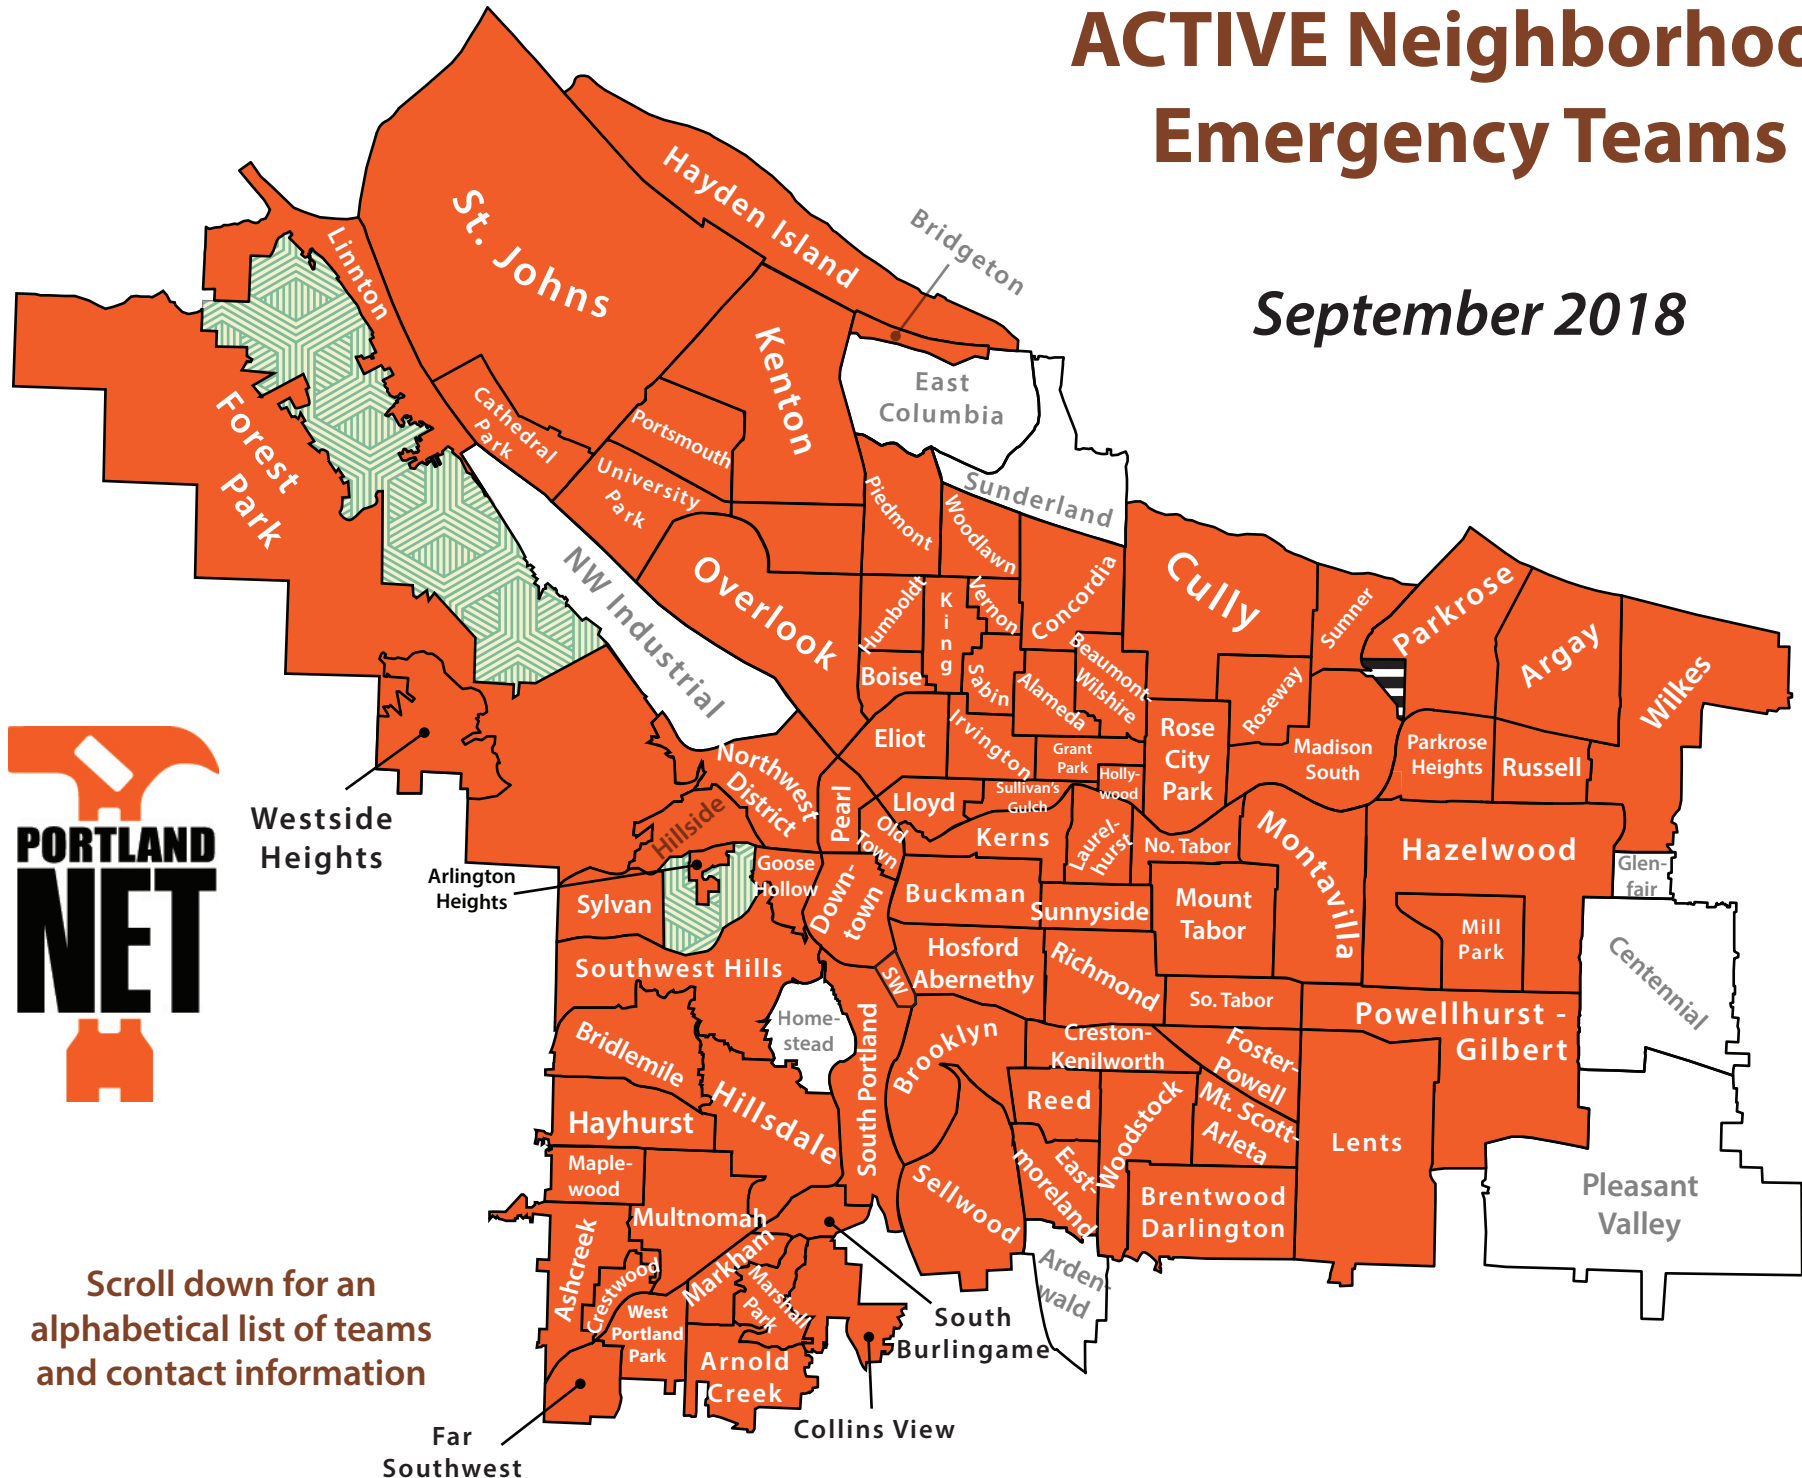 ACTIVE Neighborhoo
Emergency Teams
September 2018
Hayden Island
Bridgeton
St. Johns
Linnton
Kenton
East
Columbia
Forest
Park
Cathedral
Park
Portsmouth
University
Park
Piedmont
Woodlawn
Sunderland
NW Industrial
Overlook
Humboldt
King
Vernon
Concordia
Cully
Sumner
Parkrose
Argay
Wilkes
Boise
Sabin
Alameda
Beaumont-
Wilshire
Roseway
Eliot
Irvington
Grant
Park
Holly-
wood
Rose
City
Park
Madison
South
Parkrose
Heights
Russell
Northwest
District
Pearl
Lloyd
Sullivan's
Gulch
Old
Town
Kerns
Laurel-
hurst
No. Tabor
Montavilla
Hazelwood
Glen-
fair
PORTLAND
NET
Westside
Heights
Hillside
Arlington
Heights
Goose
Hollow
Sylvan
Down-
town
Buckman
Sunnyside
Mount
Tabor
Mill
Park
Centennial
Southwest Hills
SW
Hosford
Abernethy
Richmond
So. Tabor
Powellhurst -
Gilbert
Home-
stead
Bridlemile
South Portland
Brooklyn
Creston-
Kenilworth
Foster-
Powell
Hayhurst
Hillsdale
Reed
Woodstock
Mt. Scott-
Arleta
Lents
Maple-
wood
Multnomah
Sellwood
East-
moreland
Brentwood
Darlington
Pleasant
Valley
Ashcreek
Crestwood
Markham
Marshall
Park
Arden-
wald
West
Portland
Park
Arnold
Creek
South
Burlingame
Collins View
Far
Southwest
Scroll down for an
alphabetical list of teams
and contact information